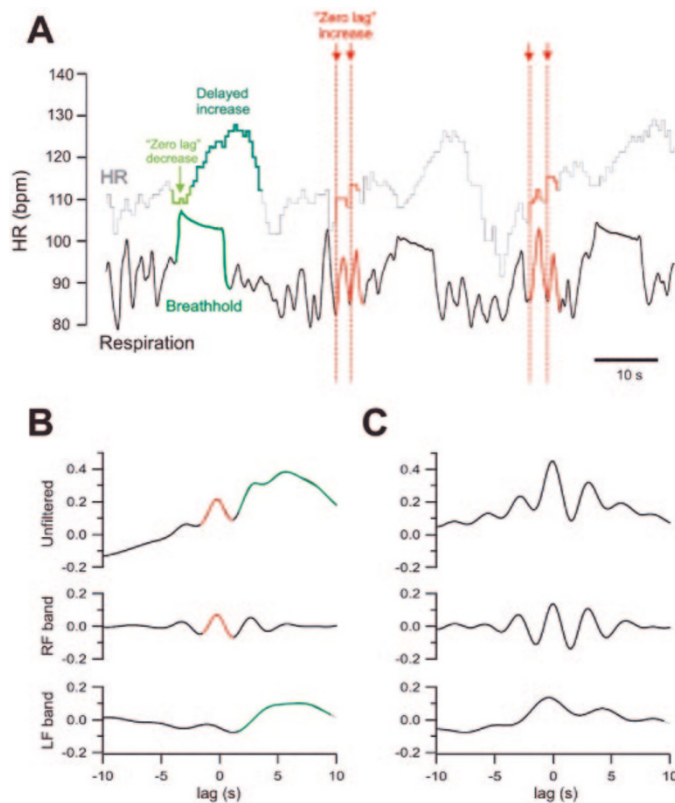 A
"Zero lag"
increase
140
130
120
110
100
90
80
HR (bpm)
Delayed
increase
"Zero lag"
decrease
HR
Breathhold
Respiration
10 s
B
C
Unfiltered
0.4
0.2
0.0
-0.2
RF band
0.2
0.0
-0.2
LF band
0.2
0.0
-0.2
-10 -5 0 5 10
lag (s)
0.4
0.2
0.0
-0.2
0.2
0.0
-0.2
0.2
0.0
-0.2
-10 -5 0 5 10
lag (s)